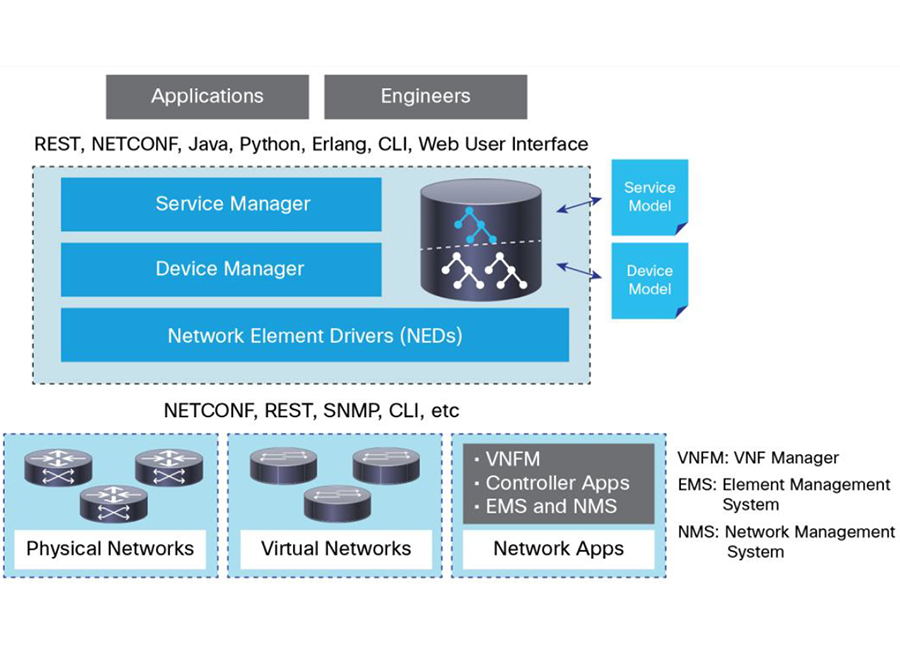 Applications
Engineers
REST, NETCONF, Java, Python, Erlang, CLI, Web User Interface
Service Manager
Service
Model
Device Manager
Device
Model
Network Element Drivers (NEDs)
NETCONF, REST, SNMP, CLI, etc
Physical Networks
Virtual Networks
· VNFM
· Controller Apps
· EMS and NMS
Network Apps
VNFM: VNF Manager
EMS: Element Management
System
NMS: Network Management
System